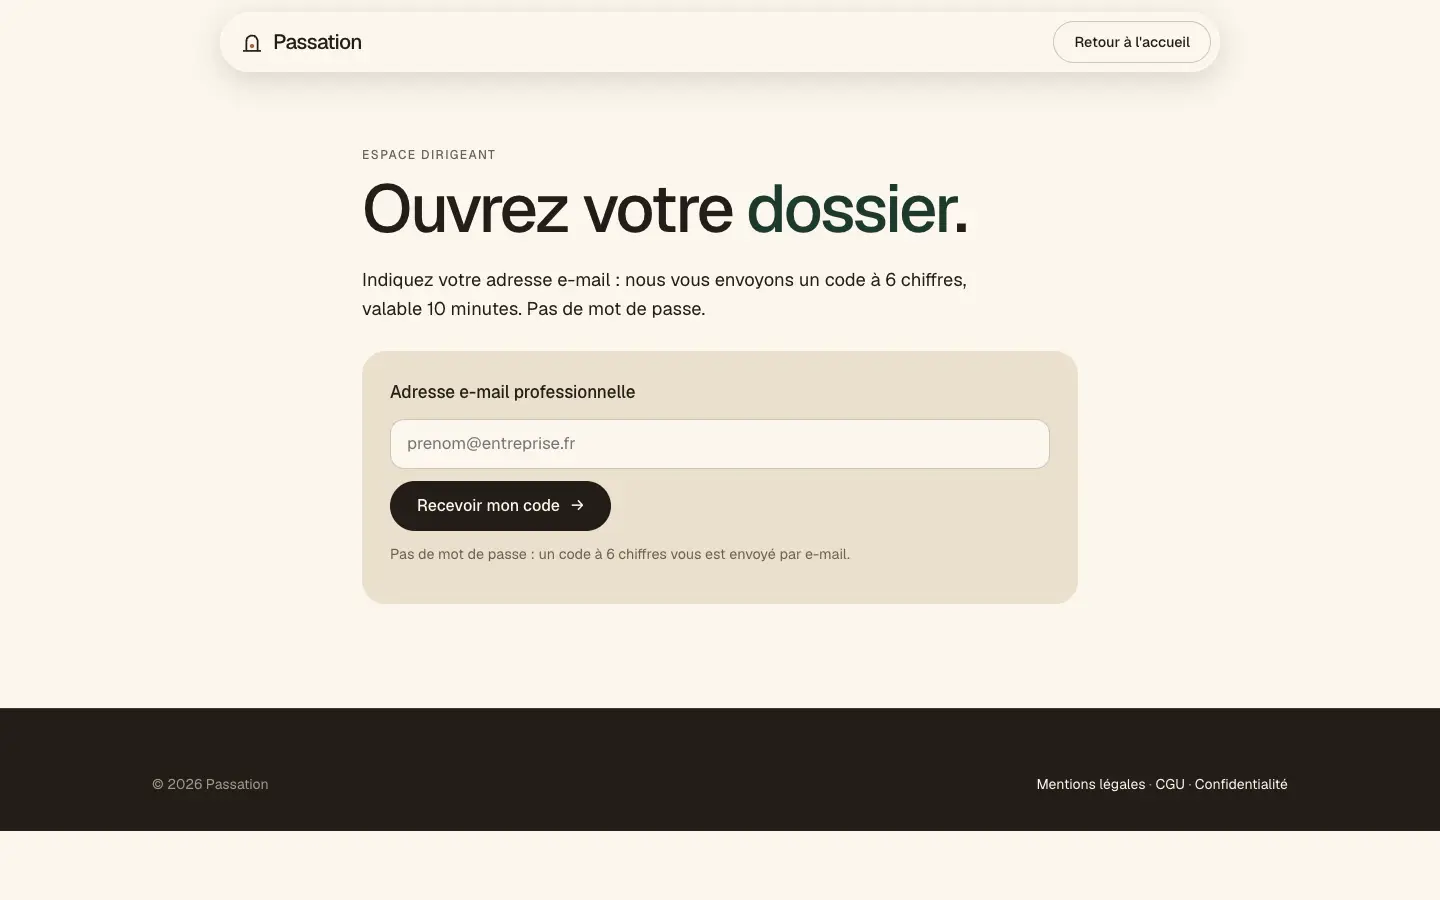 Passation
Retour à l'accueil
ESPACE DIRIGEANT
Ouvrez votre dossier.
Indiquez votre adresse e-mail : nous vous envoyons un code à 6 chiffres,
valable 10 minutes. Pas de mot de passe.
Adresse e-mail professionnelle
prenom@entreprise.fr
Recevoir mon code →
Pas de mot de passe : un code à 6 chiffres vous est envoyé par e-mail.
© 2026 Passation
Mentions légales · CGU · Confidentialité